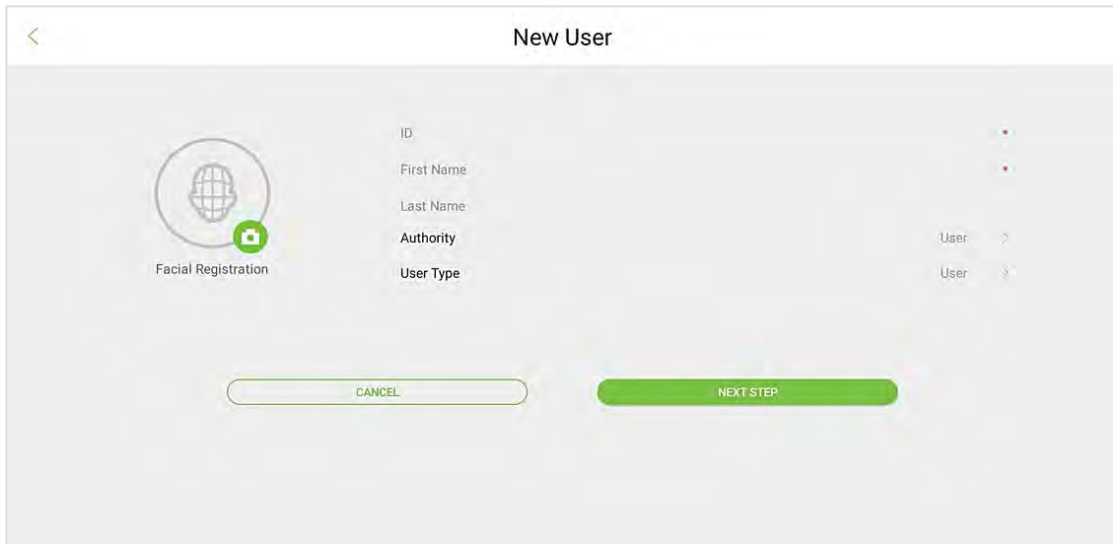 New User
ID
First Name
Last Name
Authority User
User Type User
Facial Registration
CANCEL
NEXT STEP